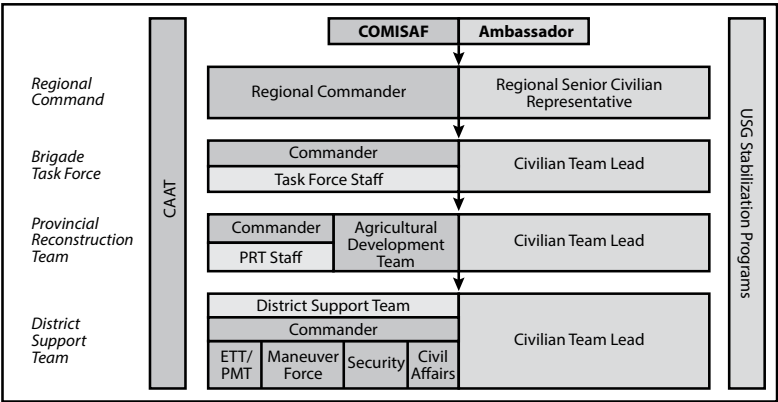 COMISAF Ambassador
Regional
Command
CAAT
Regional Commander
Regional Senior Civilian
Representative
USG Stabilization Programs
Brigade
Task Force
Commander
Task Force Staff
Civilian Team Lead
Provincial
Reconstruction
Team
Commander
PRT Staff
Agricultural
Development
Team
Civilian Team Lead
District
Support
Team
District Support Team
Commander
ETT/
PMT
Maneuver
Force
Security
Civil
Affairs
Civilian Team Lead